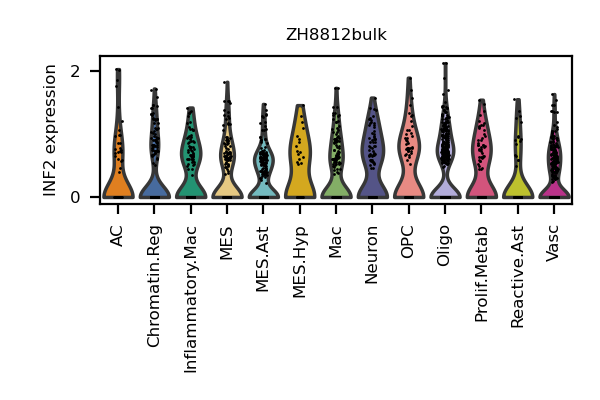 ZH8812bulk
INF2 expression
2
0
AC
Chromatin.Reg
Inflammatory.Mac
MES
MES.Ast
MES.Hyp
Mac
Neuron
OPC
Oligo
Prolif.Metab
Reactive.Ast
Vasc